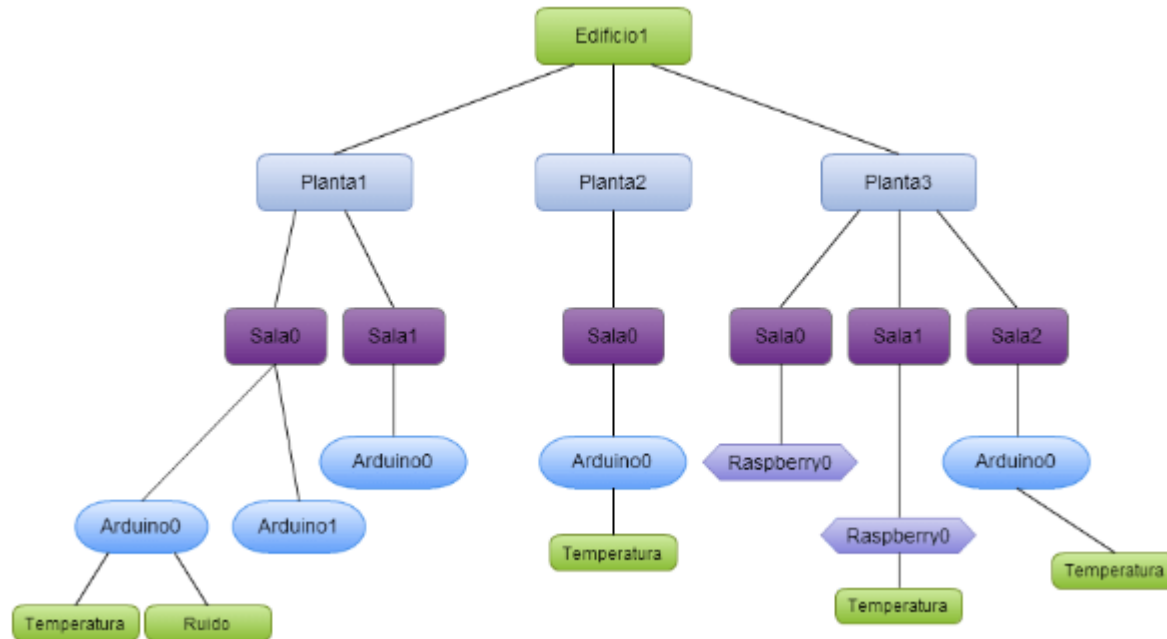 Edificio1
Planta1
Planta2
Planta3
Sala0
Sala1
Sala0
Sala0
Sala1
Sala2
Arduino0
Arduino0
Raspberry0
Arduino0
Arduino0
Arduino1
Raspberry0
Temperatura
Temperatura
Temperatura
Temperatura
Ruido